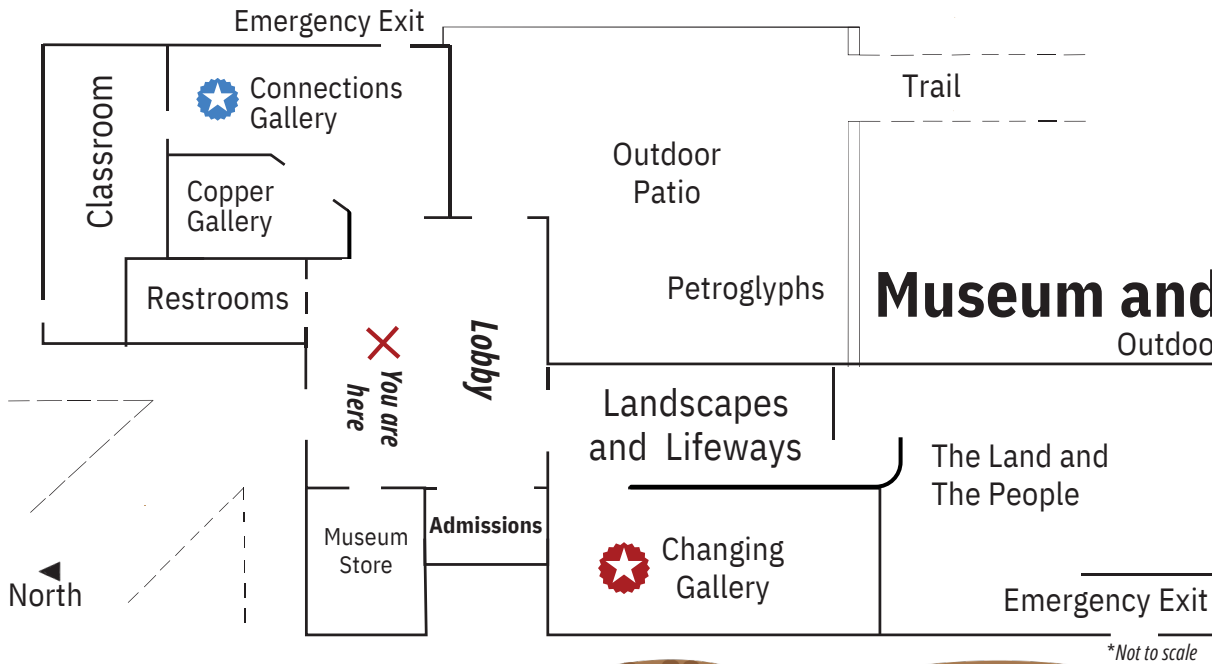 Emergency Exit
Classroom
Connections
Gallery
Trail
Outdoor
Patio
Copper
Gallery
Restrooms
Petroglyphs
Museum and
Outdoo
Lobby
You are
here
Landscapes
and Lifeways
The Land and
The People
Museum
Store
Admissions
Changing
Gallery
North
Emergency Exit
*Not to scale